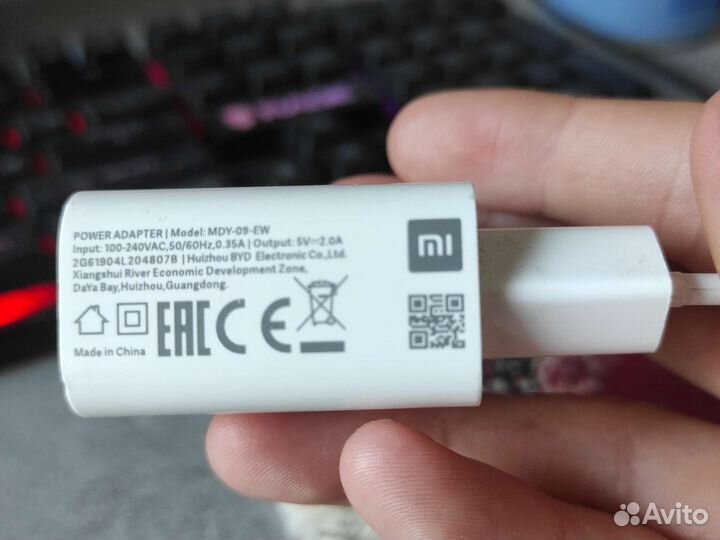 POWER ADAPTER | Model: MDY-09-EW
Input: 100-240VAC,50/60Hz,0.35A | Output: 5V⎓2.0A
2G61904L204807B | Huizhou BYD Electronic Co.,Ltd.
Xiangshui River Economic Development Zone,
DaYa Bay,Huizhou,Guangdong.
mi
EAC CE
Made in China
Avito